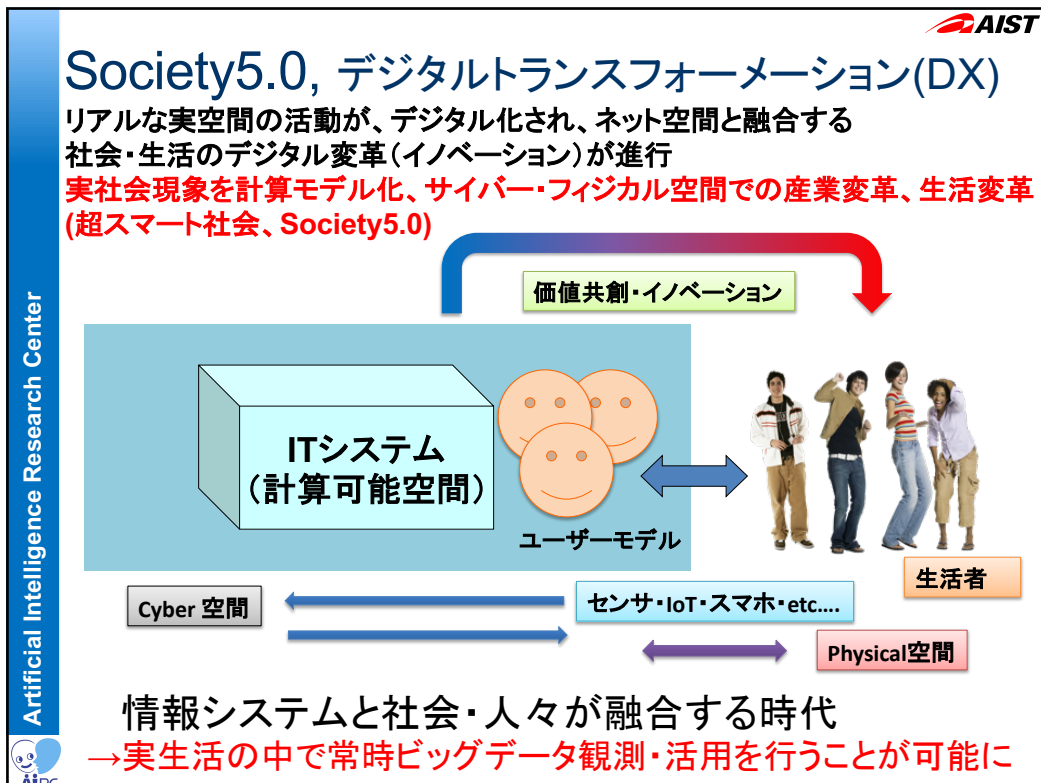 AIST
Society5.0, デジタルトランスフォーメーション(DX)
リアルな実空間の活動が、デジタル化され、ネット空間と融合する
社会・生活のデジタル変革(イノベーション)が進行
実社会現象を計算モデル化、サイバー・フィジカル空間での産業変革、生活変革
(超スマート社会、Society5.0)
価値共創・イノベーション
ITシステム
(計算可能空間)
ユーザーモデル
生活者
Cyber 空間
センサ・IoT・スマホ・etc....
Physical空間
情報システムと社会・人々が融合する時代
→実生活の中で常時ビッグデータ観測・活用を行うことが可能に
Artificial Intelligence Research Center